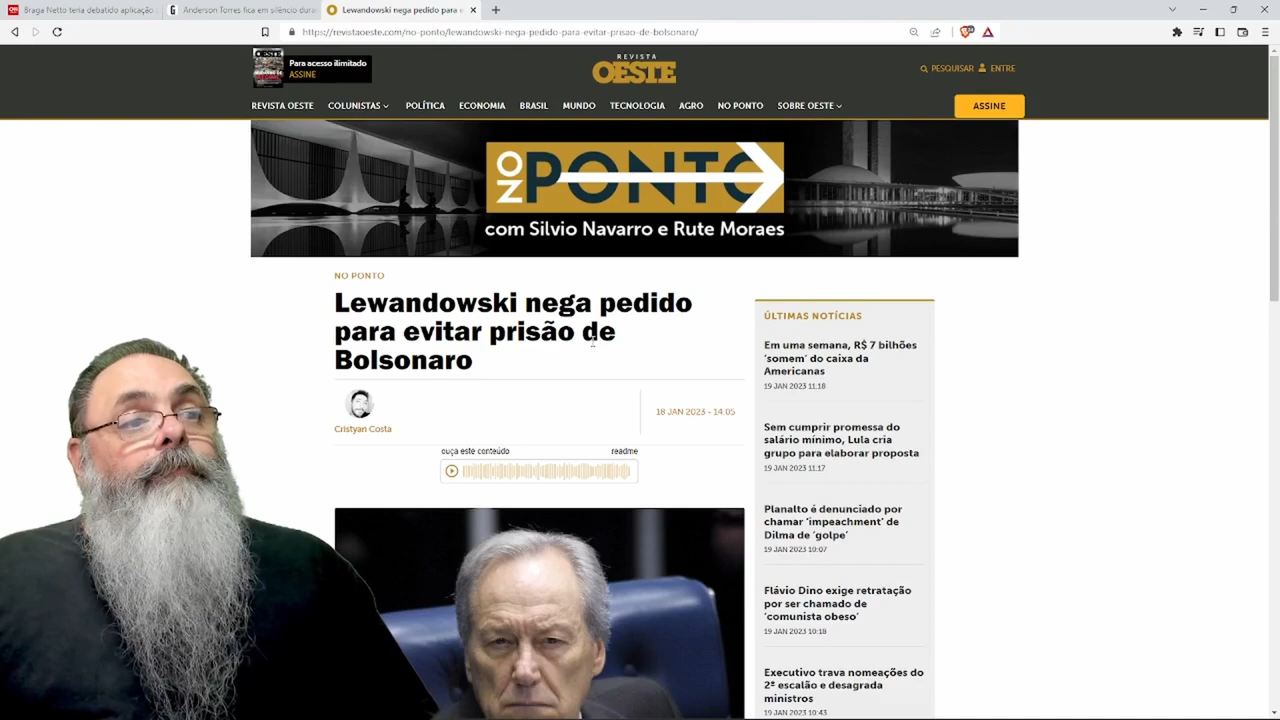 Braga Netto teria debatido aplicação
Anderson Torres fica em silêncio dura
Lewandowski nega pedido para e
https://revistaoeste.com/no-ponto/lewandowski-nega-pedido-para-evitar-prisao-de-bolsonaro/
Para acesso ilimitado
ASSINE
REVISTA
OESTE
PESQUISAR ENTRE
REVISTA OESTE COLUNISTAS POLÍTICA ECONOMIA BRASIL MUNDO TECNOLOGIA AGRO NO PONTO SOBRE OESTE ASSINE
NO PONTO
com Silvio Navarro e Rute Moraes
NO PONTO
Lewandowski nega pedido
para evitar prisão de
Bolsonaro
Cristyan Costa
18 JAN 2023 - 14:05
ouça este conteúdo readme
ÚLTIMAS NOTÍCIAS
Em uma semana, R$ 7 bilhões
‘somem’ do caixa da
Americanas
19 JAN 2023 11:18
Sem cumprir promessa do
salário mínimo, Lula cria
grupo para elaborar proposta
19 JAN 2023 11:17
Planalto é denunciado por
chamar ‘impeachment’ de
Dilma de ‘golpe’
19 JAN 2023 10:07
Flávio Dino exige retratação
por ser chamado de
‘comunista obeso’
19 JAN 2023 10:18
Executivo trava nomeações do
2º escalão e desagrada
ministros
19 JAN 2023 10:43